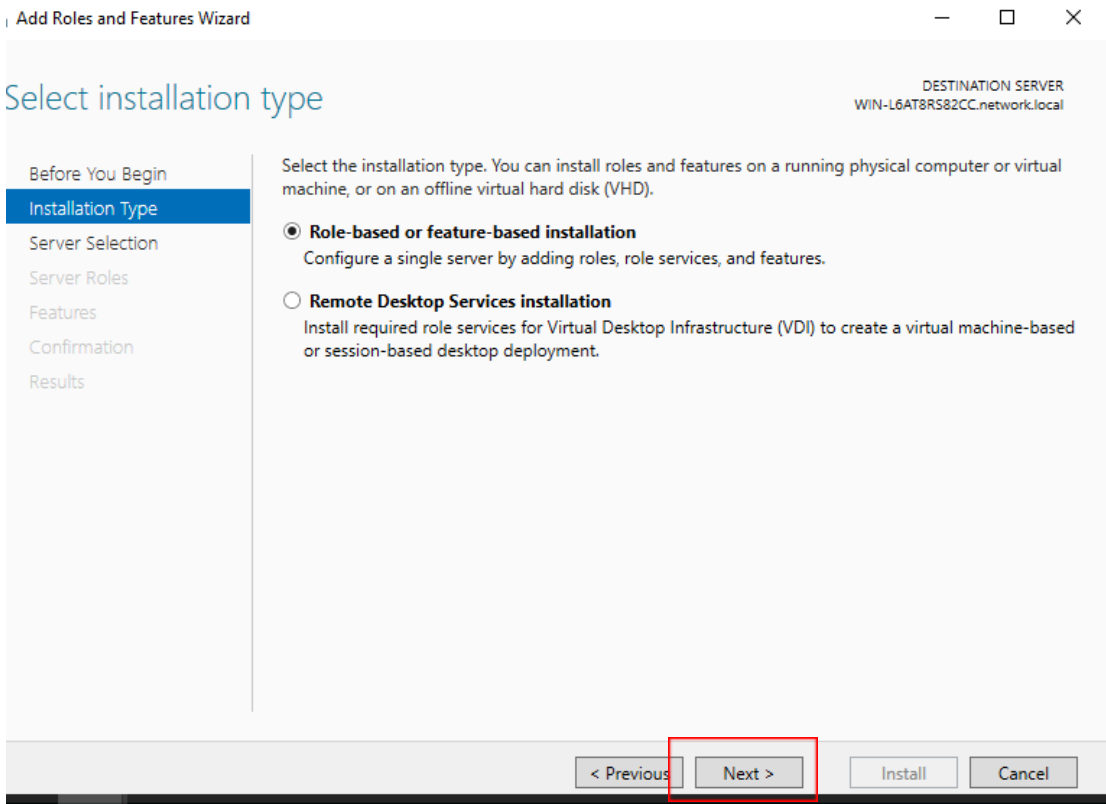 Add Roles and Features Wizard
Select installation type
DESTINATION SERVER
WIN-L6AT8RS82CC.network.local
Before You Begin
Installation Type
Server Selection
Server Roles
Features
Confirmation
Results
Select the installation type. You can install roles and features on a running physical computer or virtual
machine, or on an offline virtual hard disk (VHD).
Role-based or feature-based installation
Configure a single server by adding roles, role services, and features.
Remote Desktop Services installation
Install required role services for Virtual Desktop Infrastructure (VDI) to create a virtual machine-based
or session-based desktop deployment.
< Previous
Next >
Install
Cancel